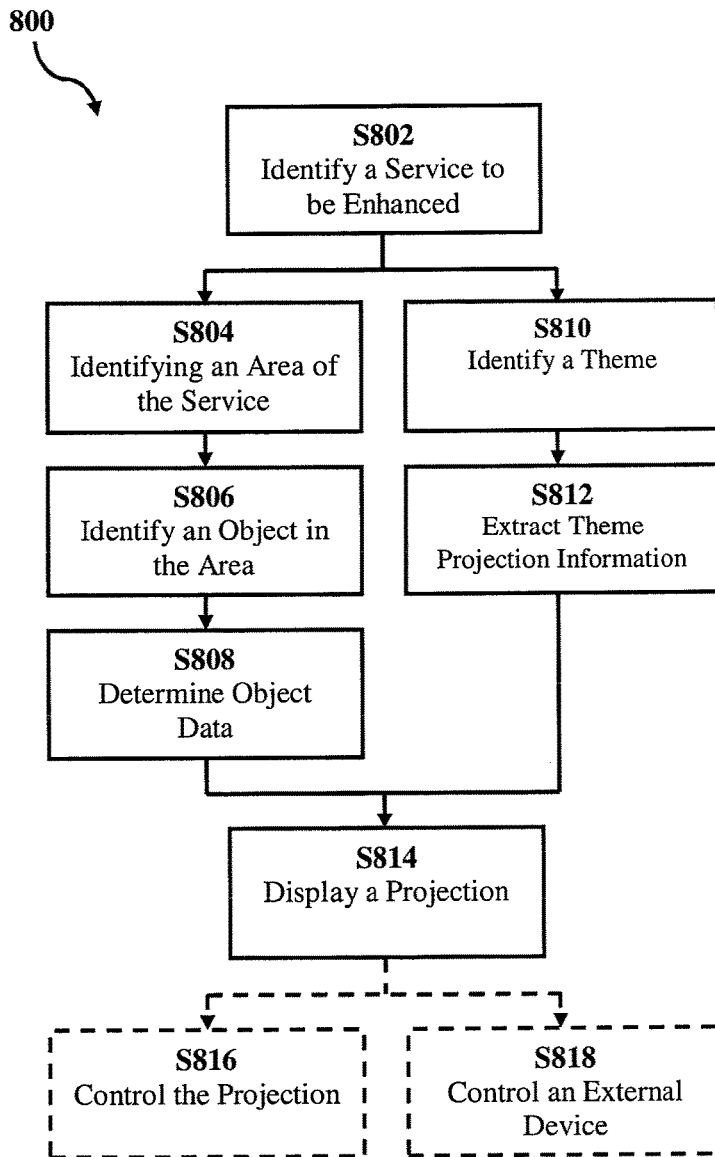 800
S802
Identify a Service to
be Enhanced
S804
Identifying an Area of
the Service
S810
Identify a Theme
S806
Identify an Object in
the Area
S812
Extract Theme
Projection Information
S808
Determine Object
Data
S814
Display a Projection
S816
Control the Projection
S818
Control an External
Device